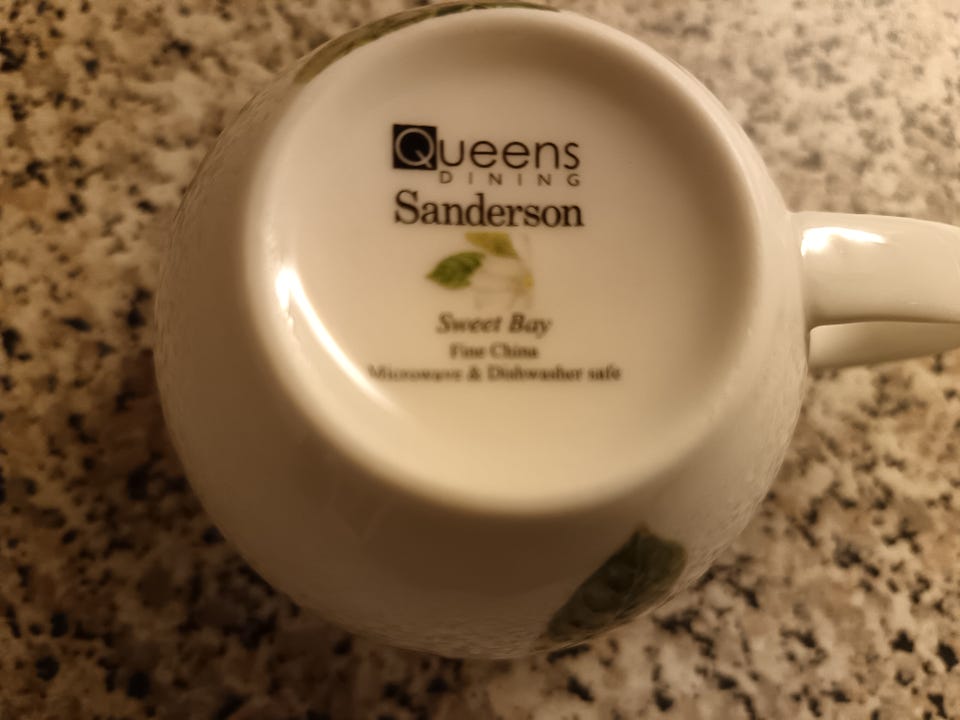 Queens
DINING
Sanderson
Sweet Bay
Fine China
Microwave & Dishwasher safe